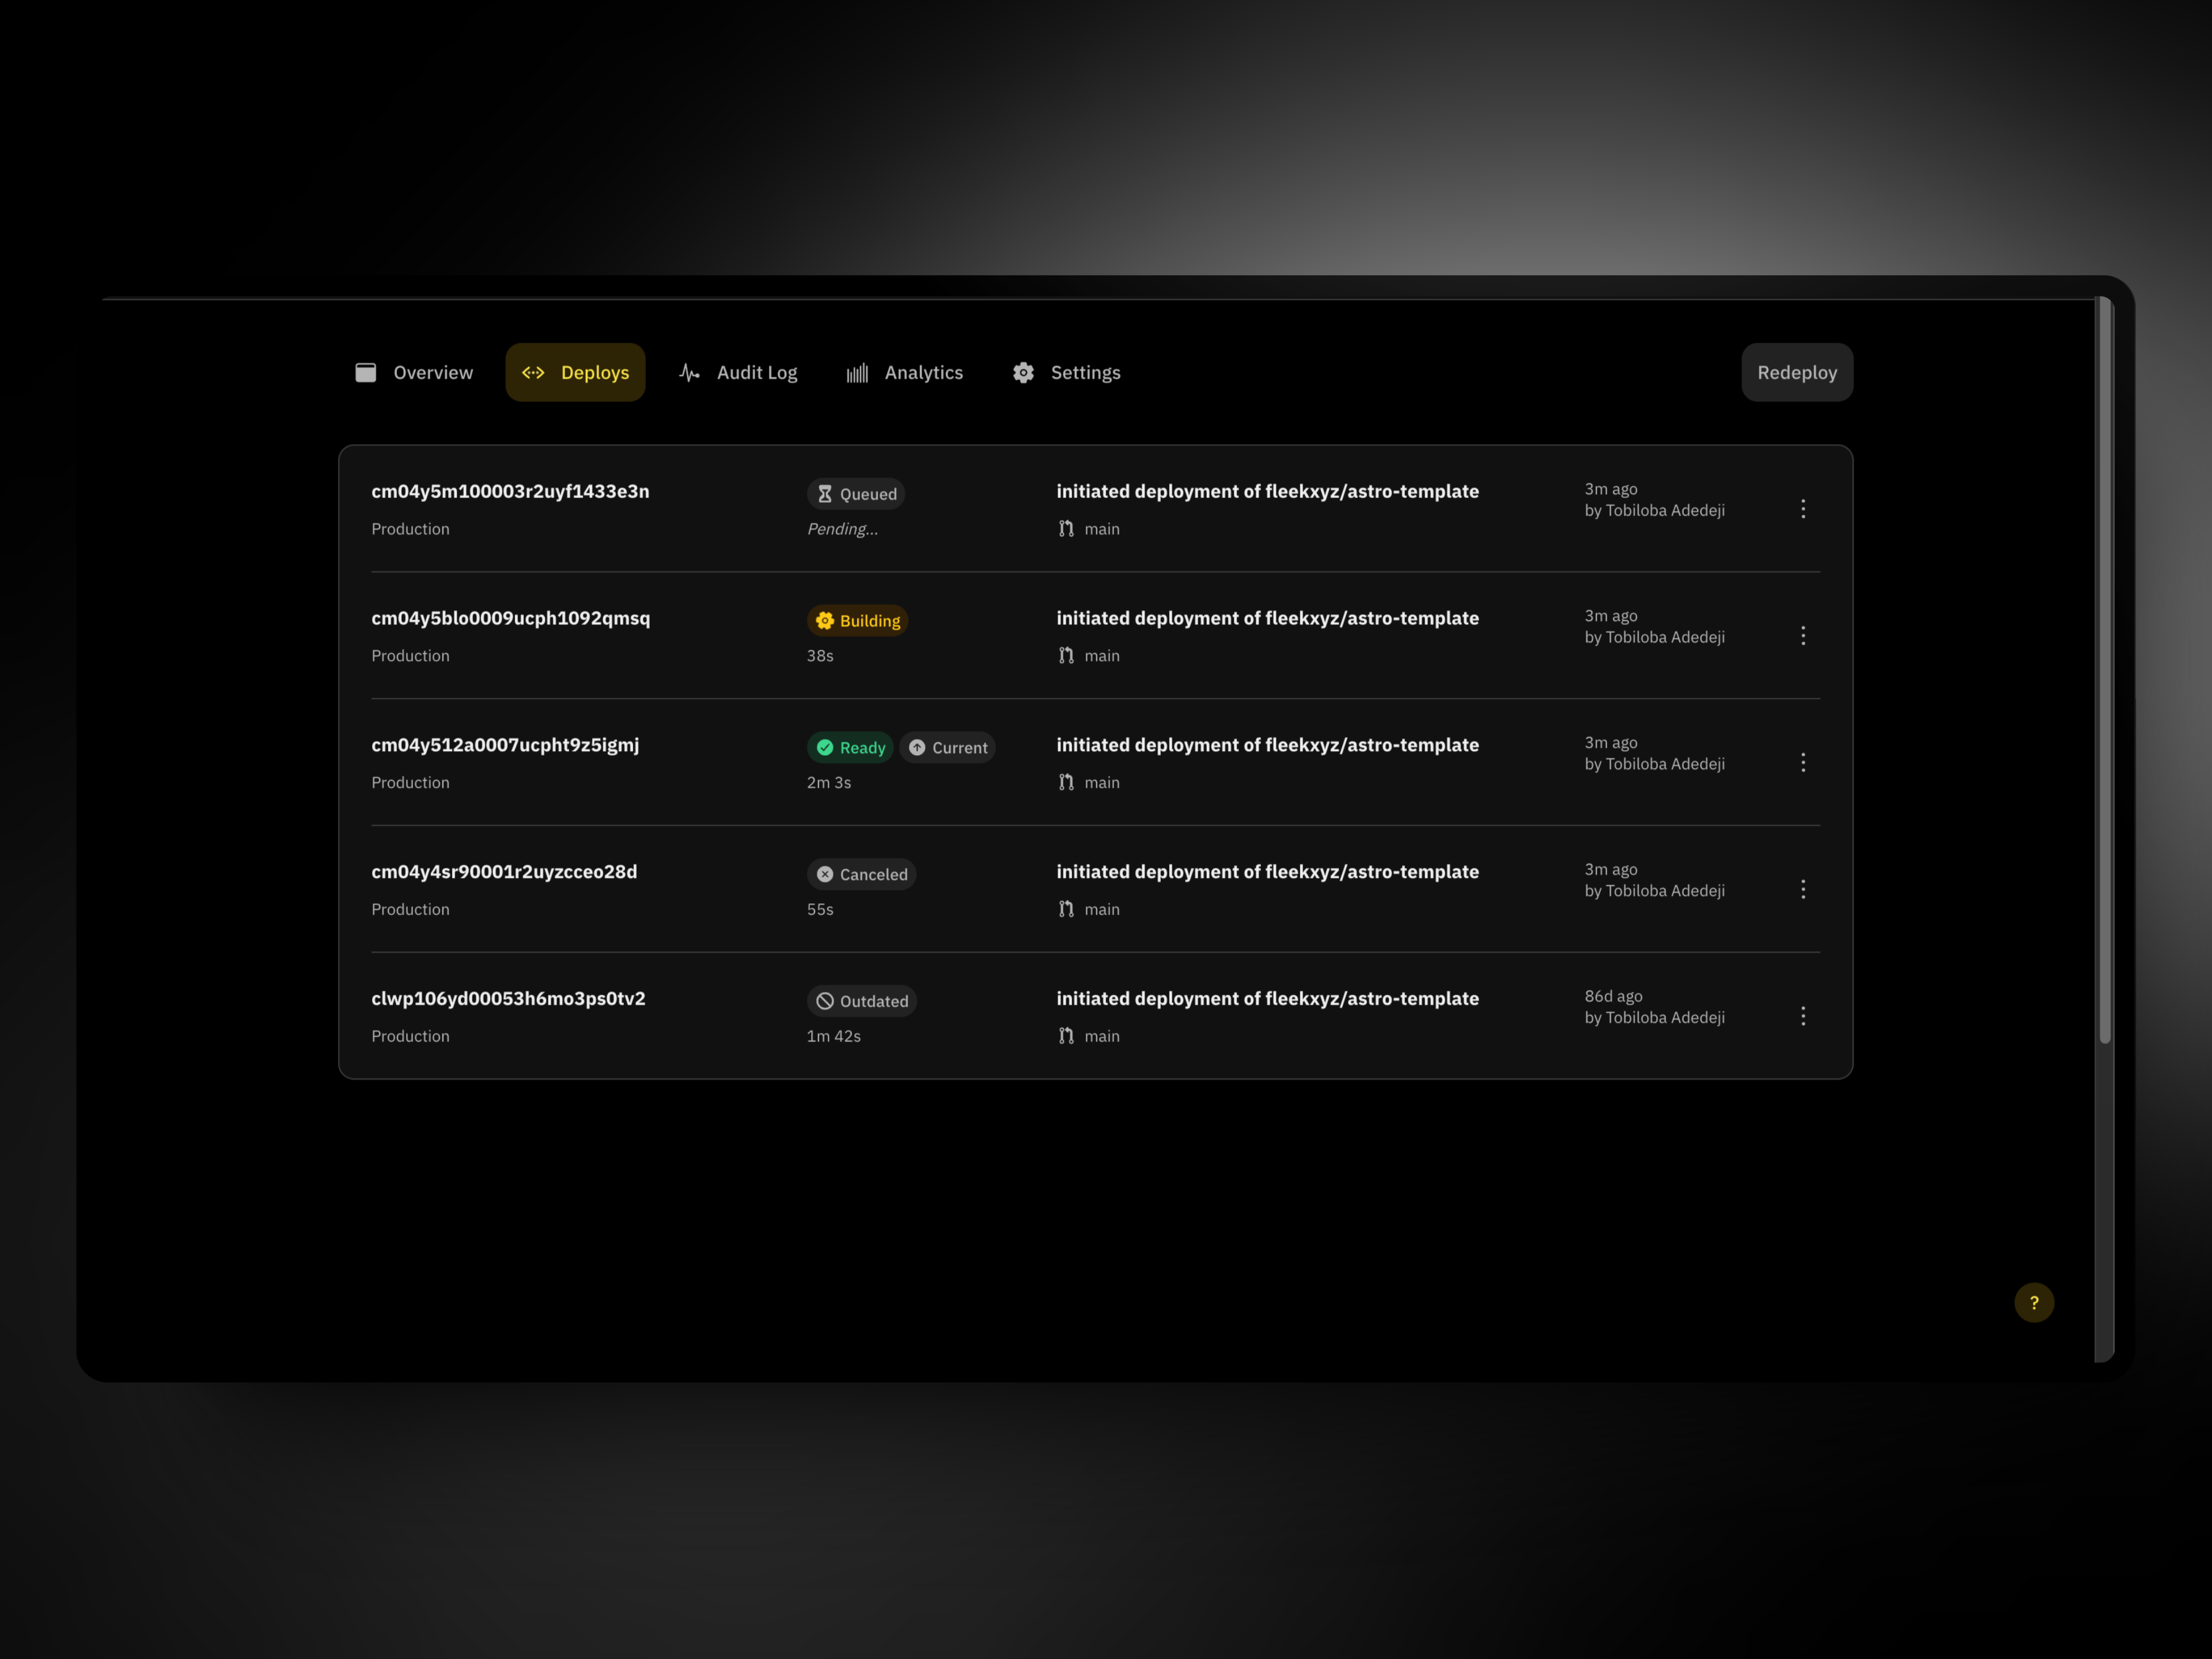 Overview Deploys Audit Log Analytics Settings Redeploy
cm04y5m100003r2uyf1433e3n Queued initiated deployment of fleekxyz/astro-template 3m ago
by Tobiloba Adedeji
Production Pending... main
cm04y5blo0009ucph1092qmsq Building initiated deployment of fleekxyz/astro-template 3m ago
by Tobiloba Adedeji
Production 38s main
cm04y512a0007ucpht9z5igmj Ready Current initiated deployment of fleekxyz/astro-template 3m ago
by Tobiloba Adedeji
Production 2m 3s main
cm04y4sr90001r2uyzcceo28d Canceled initiated deployment of fleekxyz/astro-template 3m ago
by Tobiloba Adedeji
Production 55s main
clwp106yd00053h6mo3ps0tv2 Outdated initiated deployment of fleekxyz/astro-template 86d ago
by Tobiloba Adedeji
Production 1m 42s main
?